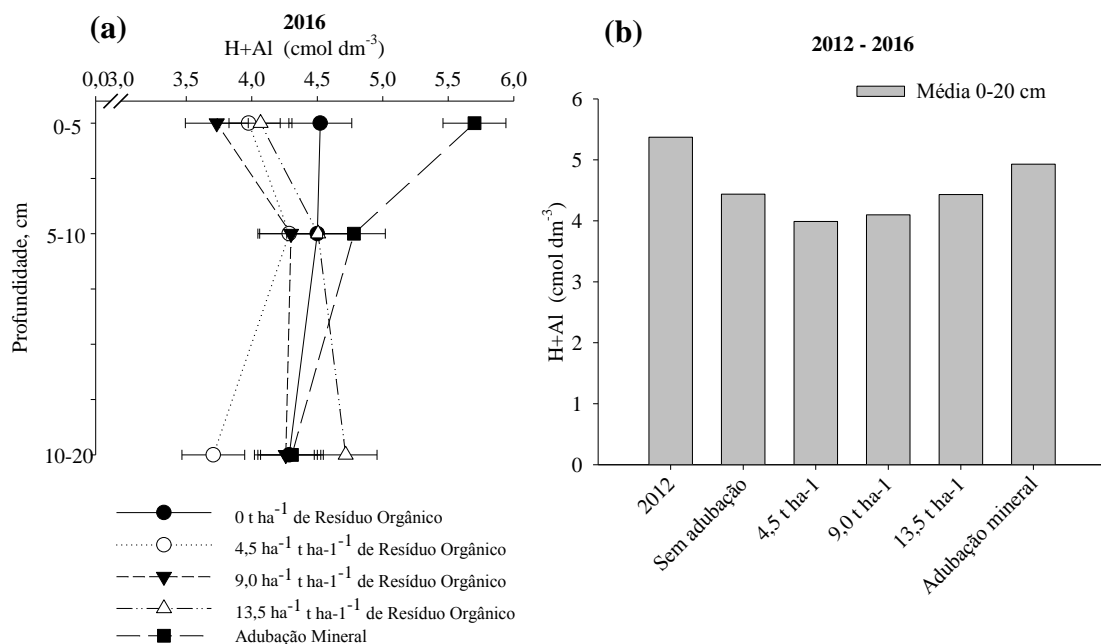 (a)
2016
H+Al (cmol dm-3)
0,0 3,0 3,5 4,0 4,5 5,0 5,5 6,0
Profundidade, cm
0-5
5-10
10-20
0 t ha-1 de Resíduo Orgânico
4,5 ha-1 t ha-1-1 de Resíduo Orgânico
9,0 ha-1 t ha-1-1 de Resíduo Orgânico
13,5 ha-1 t ha-1-1 de Resíduo Orgânico
Adubação Mineral
(b)
2012 - 2016
Média 0-20 cm
H+Al (cmol dm-3)
6
5
4
3
2
1
0
2012
Sem adubação
4,5 t ha-1
9,0 t ha-1
13,5 t ha-1
Adubação mineral